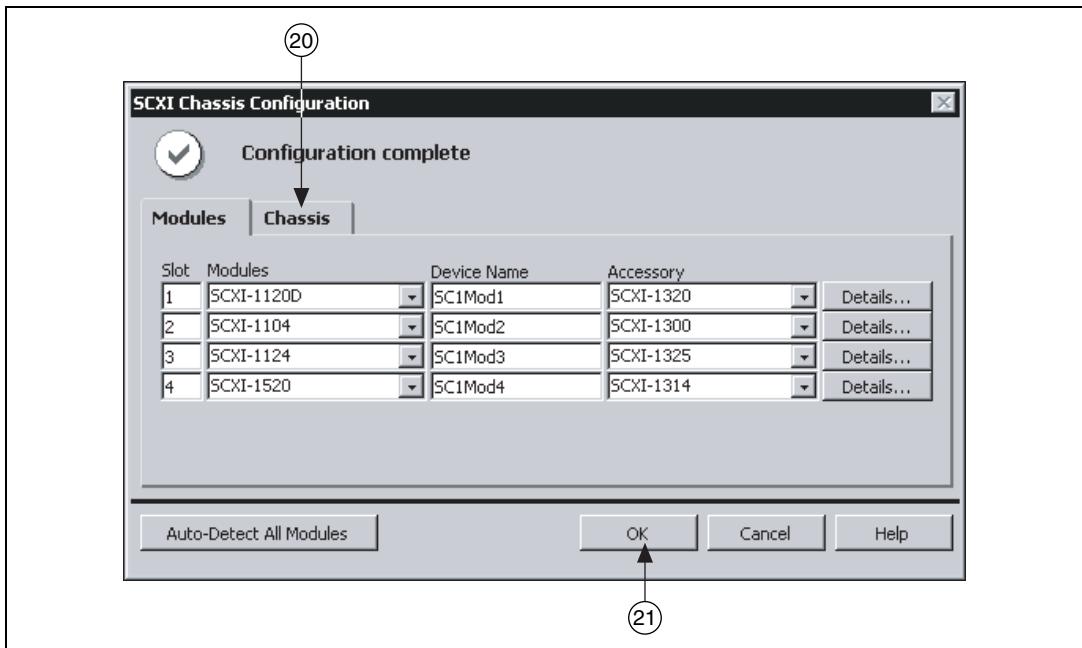 20
SCXI Chassis Configuration
Configuration complete
Modules Chassis
Slot Modules Device Name Accessory
1 SCXI-1120D SC1Mod1 SCXI-1320 Details...
2 SCXI-1104 SC1Mod2 SCXI-1300 Details...
3 SCXI-1124 SC1Mod3 SCXI-1325 Details...
4 SCXI-1520 SC1Mod4 SCXI-1314 Details...
Auto-Detect All Modules OK Cancel Help
21